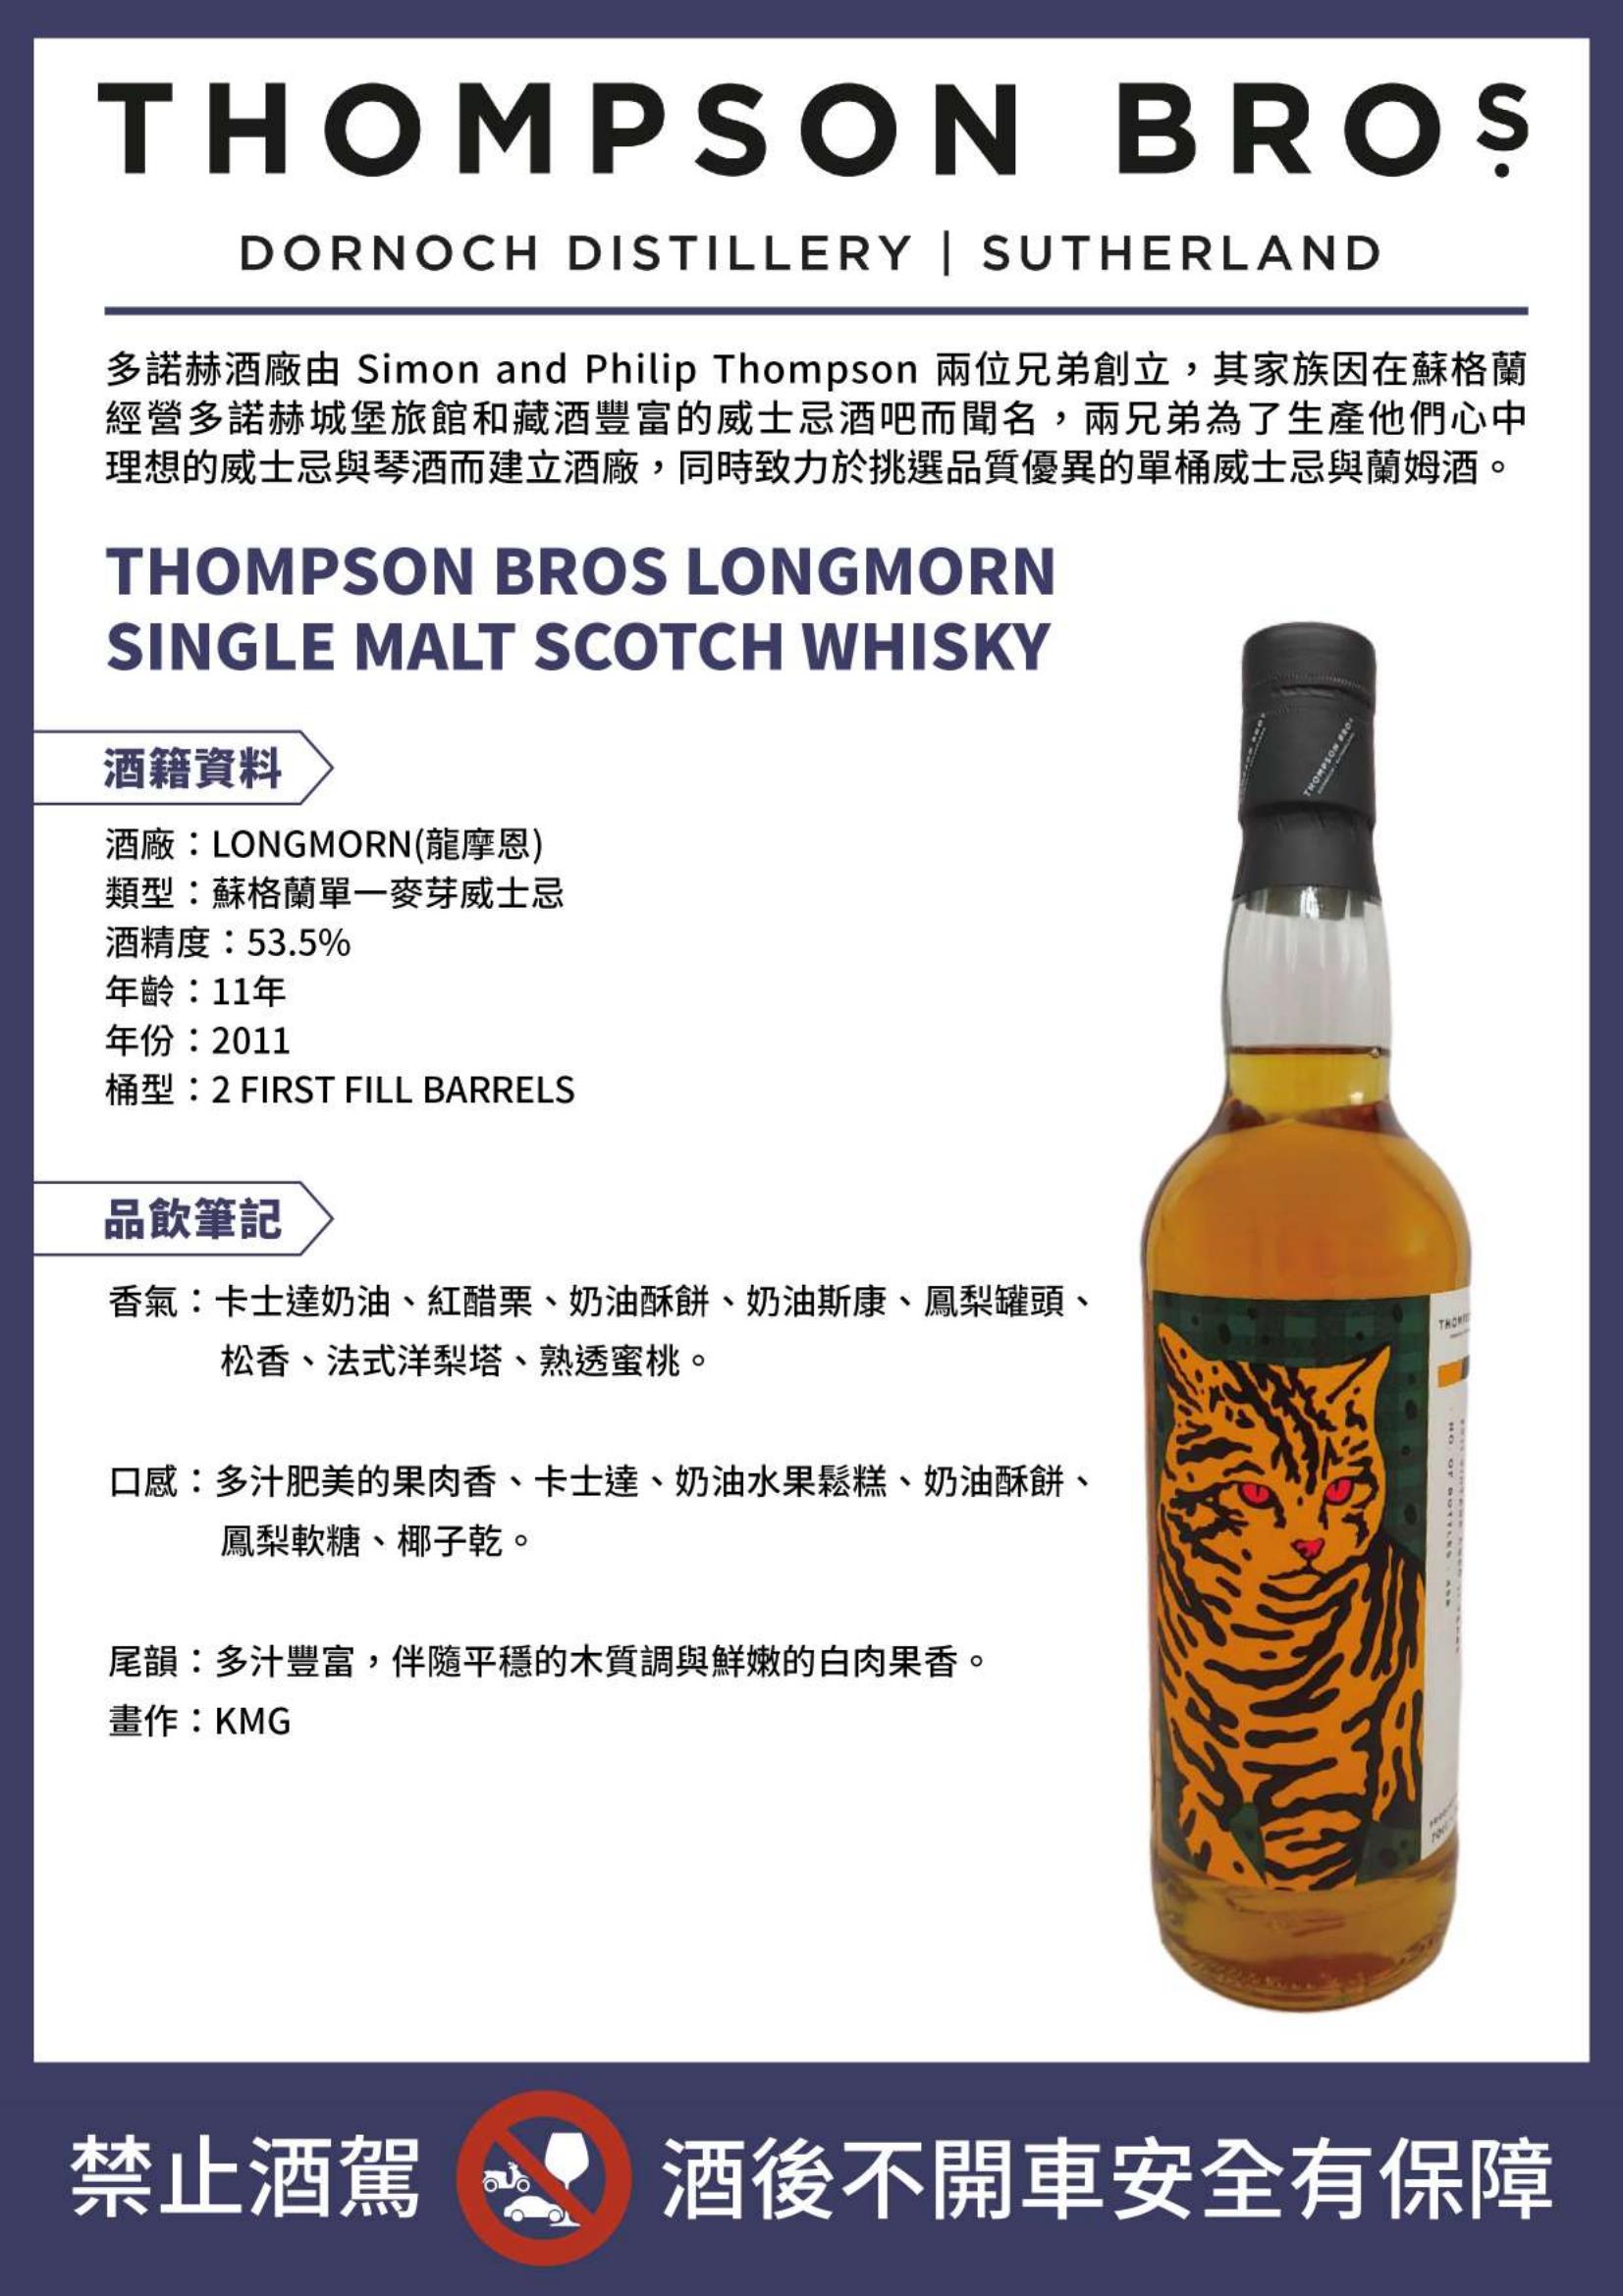 THOMPSON BROS
DORNOCH DISTILLERY | SUTHERLAND
多諾赫酒廠由 Simon and Philip Thompson 兩位兄弟創立，其家族因在蘇格蘭
經營多諾赫城堡旅館和藏酒豐富的威士忌酒吧而聞名，兩兄弟為了生產他們心中
理想的威士忌與琴酒而建立酒廠，同時致力於挑選品質優異的單桶威士忌與蘭姆酒。
THOMPSON BROS LONGMORN
SINGLE MALT SCOTCH WHISKY
酒籍資料
酒廠：LONGMORN(龍摩恩)
類型：蘇格蘭單一麥芽威士忌
酒精度：53.5%
年齡：11年
年份：2011
桶型：2 FIRST FILL BARRELS
品飲筆記
香氣：卡士達奶油、紅醋栗、奶油酥餅、奶油斯康、鳳梨罐頭、
松香、法式洋梨塔、熟透蜜桃。
口感：多汁肥美的果肉香、卡士達、奶油水果鬆糕、奶油酥餅、
鳳梨軟糖、椰子乾。
尾韻：多汁豐富，伴隨平穩的木質調與鮮嫩的白肉果香。
畫作：KMG
THOMPSON BROS
NO. OF BOTTLES
禁止酒駕
酒後不開車安全有保障